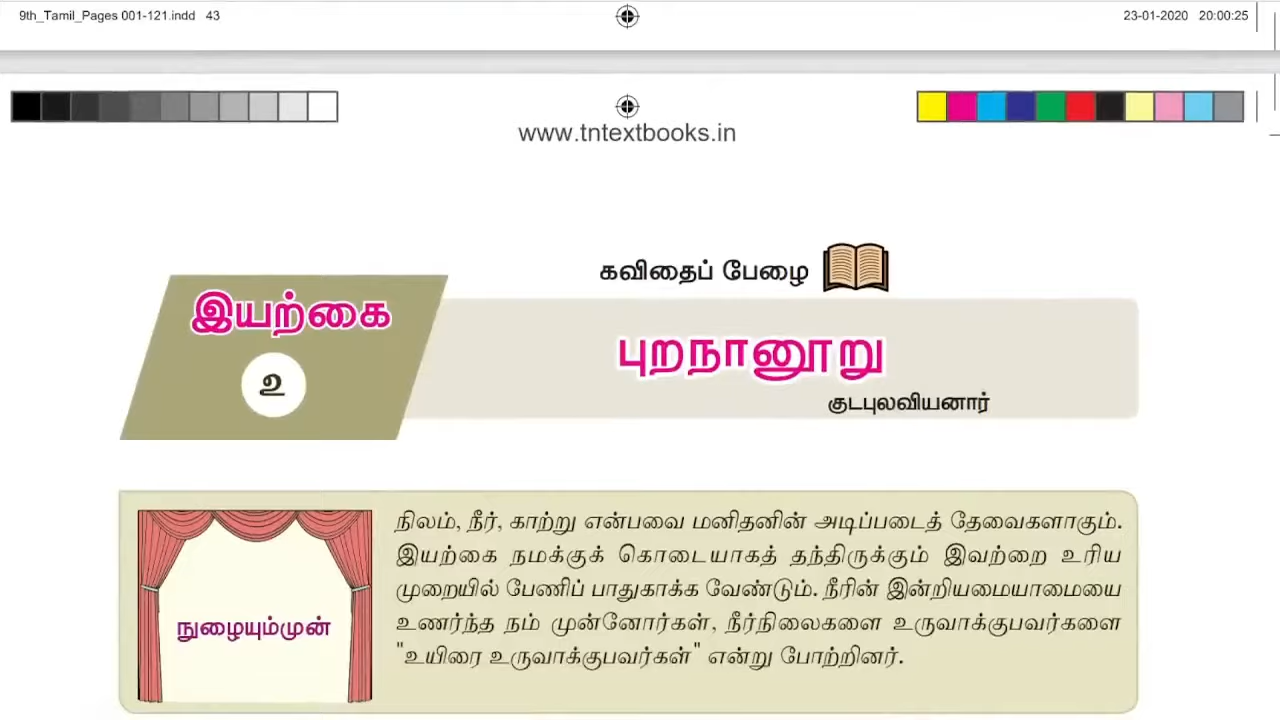 9th_Tamil_Pages 001-121.indd 43
23-01-2020 20:00:25
www.tntextbooks.in
கவிதைப் பேழை
இயற்கை
௨
புறநானூறு
குடபுலவியனார்
நுழையும்முன்
நிலம், நீர், காற்று என்பவை மனிதனின் அடிப்படைத் தேவைகளாகும்.
இயற்கை நமக்குக் கொடையாகத் தந்திருக்கும் இவற்றை உரிய
முறையில் பேணிப் பாதுகாக்க வேண்டும். நீரின் இன்றியமையாமையை
உணர்ந்த நம் முன்னோர்கள், நீர்நிலைகளை உருவாக்குபவர்களை
"உயிரை உருவாக்குபவர்கள்" என்று போற்றினர்.